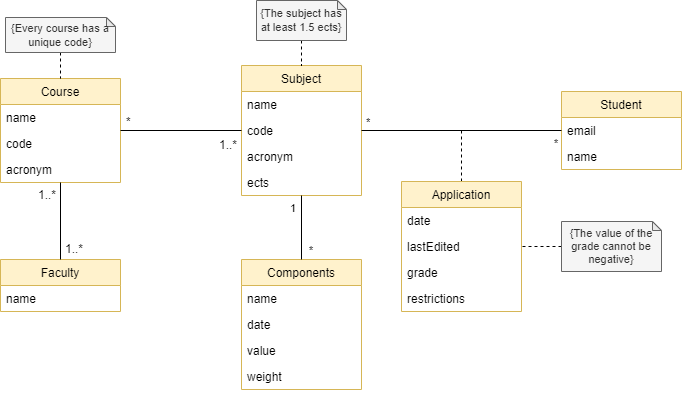 {Every course has a
unique code}
{The subject has
at least 1.5 ects}
Course
name
code
acronym
*
1..*
Subject
name
code
acronym
ects
*
*
Student
email
name
1..*
1..*
Faculty
name
1
*
Components
name
date
value
weight
Application
date
lastEdited
grade
restrictions
{The value of the
grade cannot be
negative}